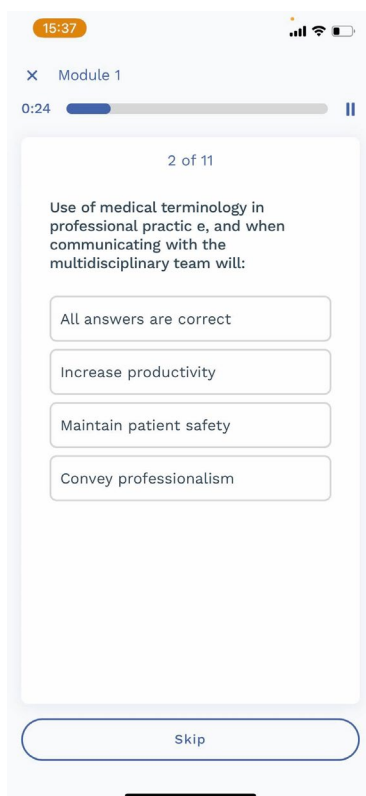 15:37
Module 1
0:24
2 of 11
Use of medical terminology in
professional practic e, and when
communicating with the
multidisciplinary team will:
All answers are correct
Increase productivity
Maintain patient safety
Convey professionalism
Skip